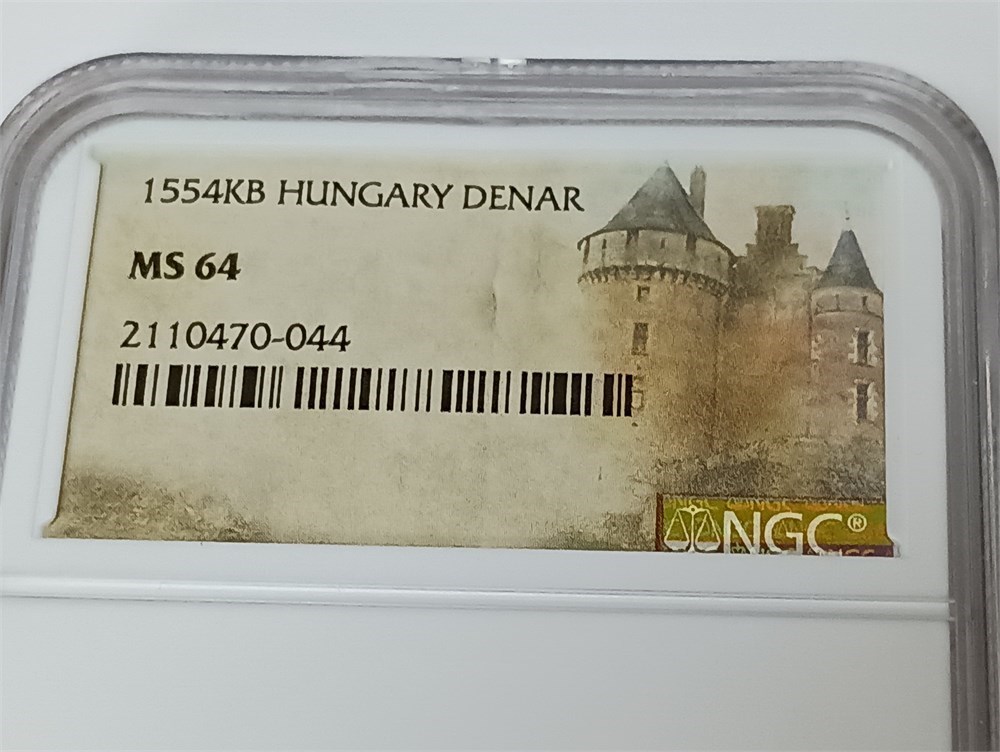 1554KB HUNGARY DENAR
MS 64
2110470-044
NGC®